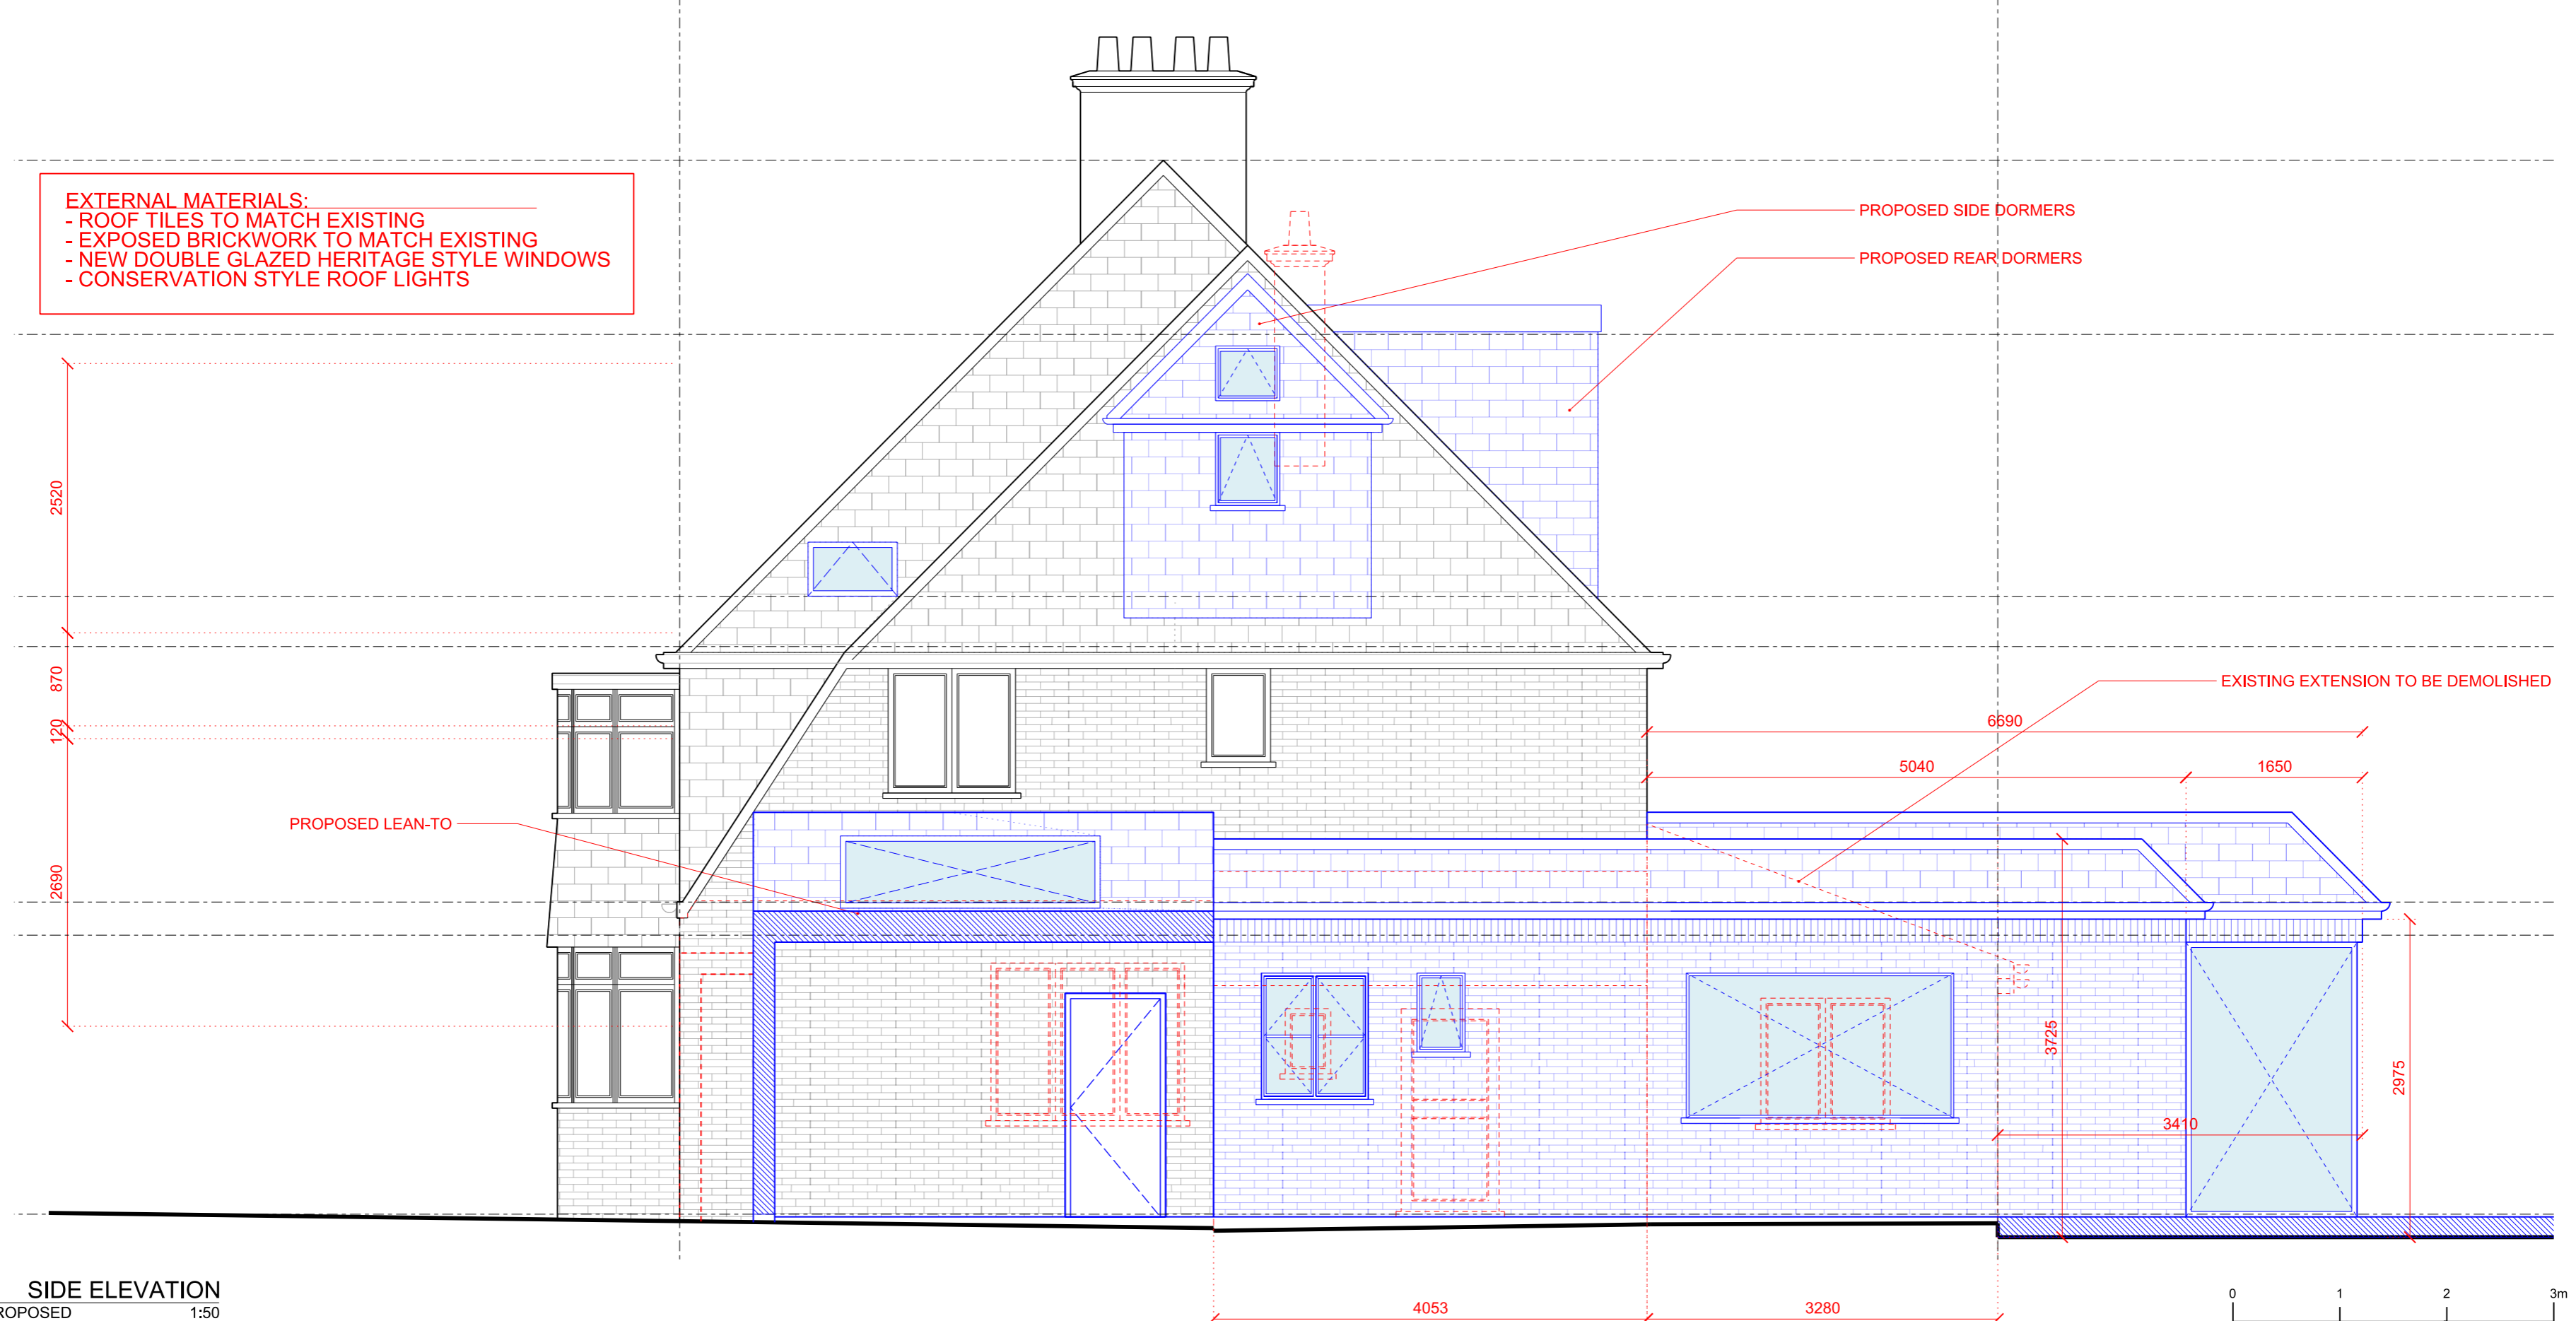 EXTERNAL MATERIALS:
- ROOF TILES TO MATCH EXISTING
- EXPOSED BRICKWORK TO MATCH EXISTING
- NEW DOUBLE GLAZED HERITAGE STYLE WINDOWS
- CONSERVATION STYLE ROOF LIGHTS
PROPOSED SIDE DORMERS
PROPOSED REAR DORMERS
2520
870
120
2690
EXISTING EXTENSION TO BE DEMOLISHED
6690
5040
1650
PROPOSED LEAN-TO
3725
2975
3410
4053
3280
SIDE ELEVATION
ROPOSED 1:50
0 1 2 3m